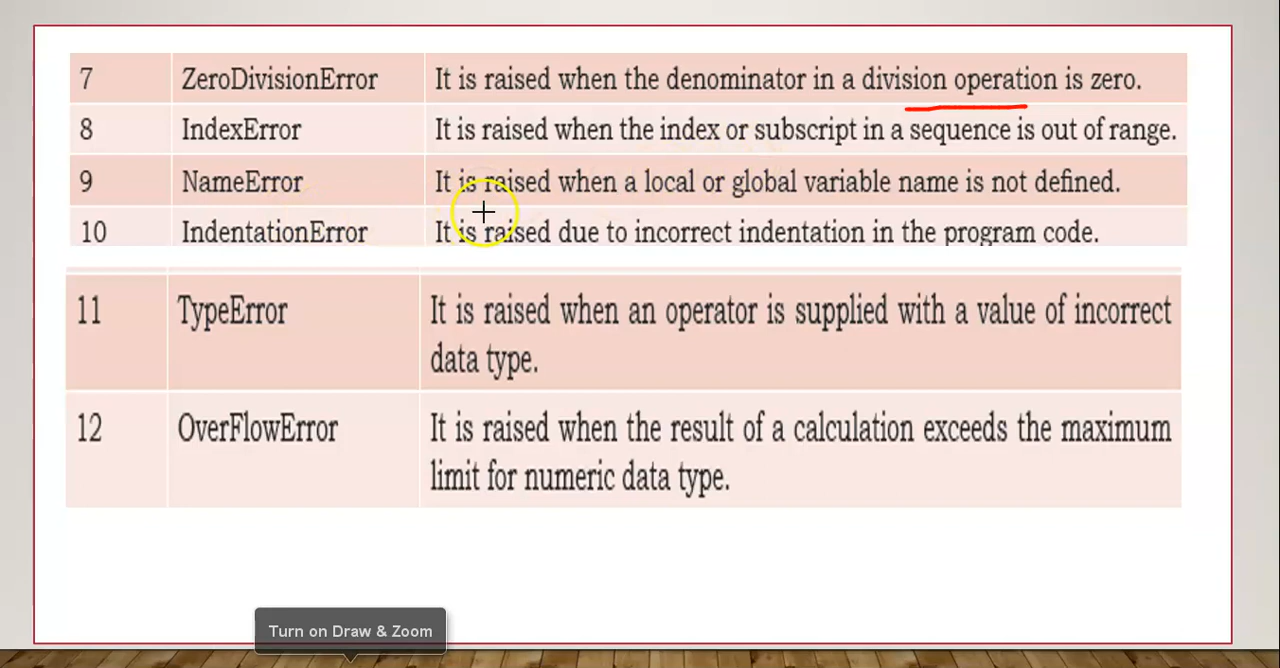 7 ZeroDivisionError It is raised when the denominator in a division operation is zero.
8 IndexError It is raised when the index or subscript in a sequence is out of range.
9 NameError It is raised when a local or global variable name is not defined.
10 IndentationError It is raised due to incorrect indentation in the program code.
11 TypeError It is raised when an operator is supplied with a value of incorrect
data type.
12 OverFlowError It is raised when the result of a calculation exceeds the maximum
limit for numeric data type.
Turn on Draw & Zoom